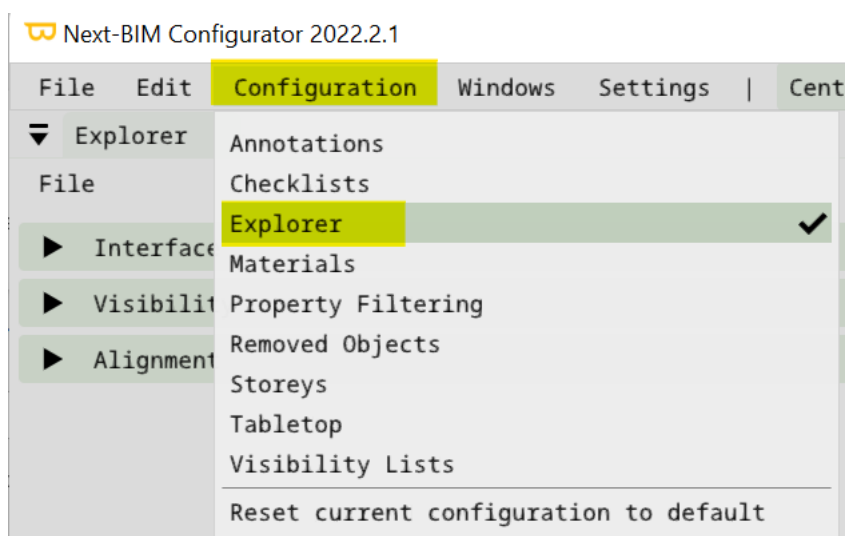 Next-BIM Configurator 2022.2.1
File Edit Configuration Windows Settings | Cent
Explorer
File
Interface
Visibilit
Alignment
Annotations
Checklists
Explorer
Materials
Property Filtering
Removed Objects
Storeys
Tabletop
Visibility Lists
Reset current configuration to default